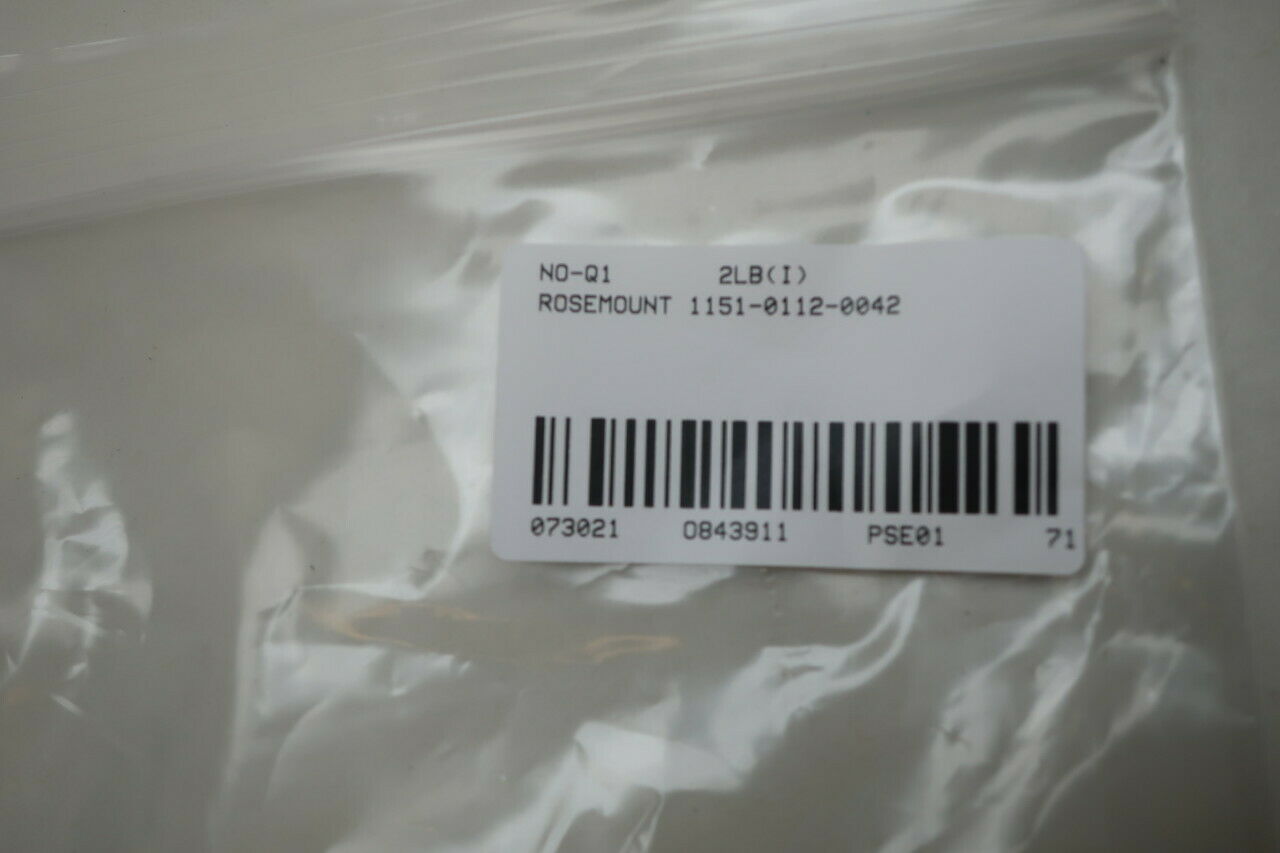 NO-Q1 2LB(I)
ROSEMOUNT 1151-0112-0042
073021 0843911 PSE01 71